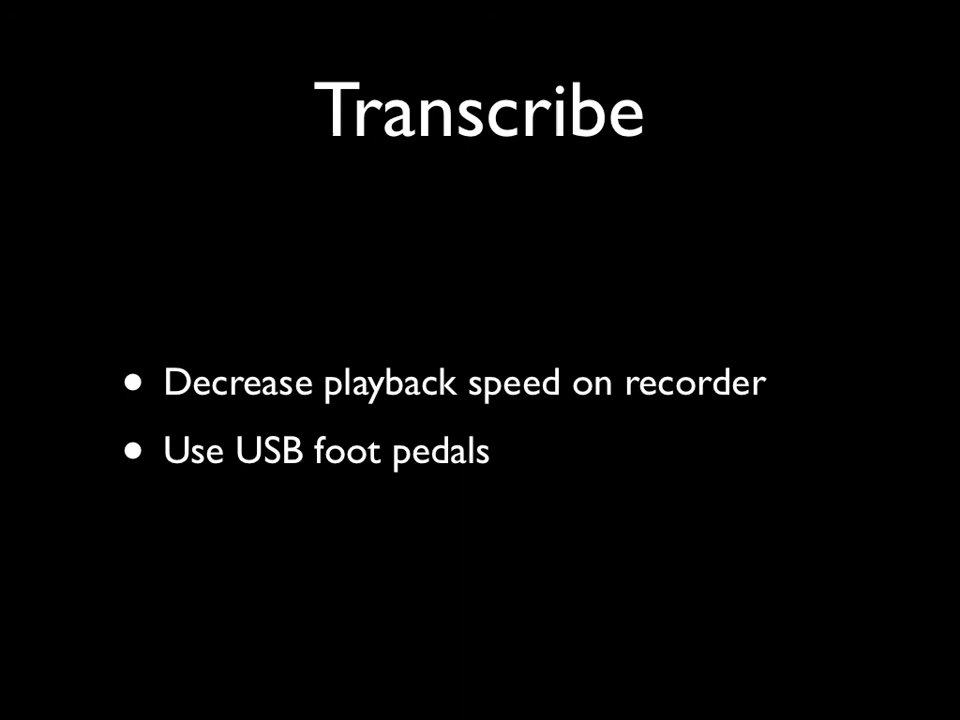 Transcribe
• Decrease playback speed on recorder
• Use USB foot pedals